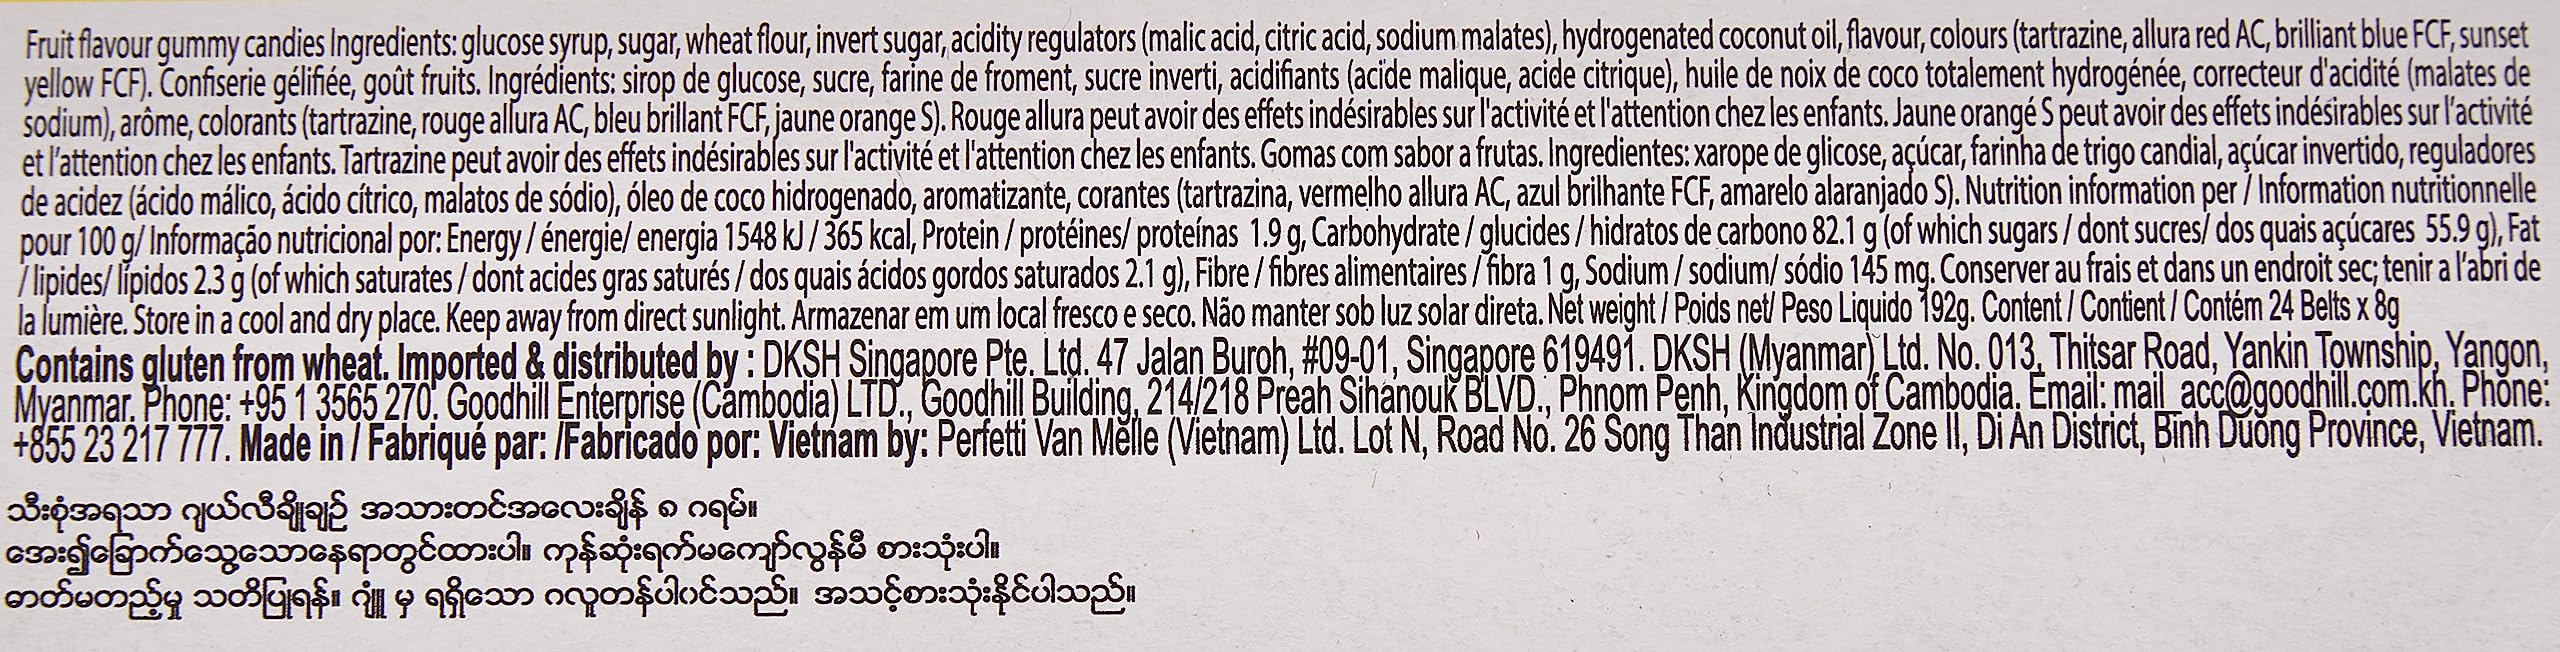 Fruit flavour gummy candies Ingredients: glucose syrup, sugar, wheat flour, invert sugar, acidity regulators (malic acid, citric acid, sodium malates), hydrogenated coconut oil, flavour, colours (tartrazine, allura red AC, brilliant blue FCF, sunset
yellow FCF). Confiserie gélifiée, goût fruits. Ingrédients: sirop de glucose, sucre, farine de froment, sucre inverti, acidifiants (acide malique, acide citrique), huile de noix de coco totalement hydrogénée, correcteur d'acidité (malates de
sodium), arôme, colorants (tartrazine, rouge allura AC, bleu brillant FCF, jaune orange S). Rouge allura peut avoir des effets indésirables sur l'activité et l'attention chez les enfants. Jaune orangé S peut avoir des effets indésirables sur l'activité
et l'attention chez les enfants. Tartrazine peut avoir des effets indésirables sur l'activité et l'attention chez les enfants. Gomas com sabor a frutas. Ingredientes: xarope de glicose, açúcar, farinha de trigo candial, açúcar invertido, reguladores
de acidez (ácido málico, ácido cítrico, malatos de sódio), óleo de coco hidrogenado, aromatizante, corantes (tartrazina, vermelho allura AC, azul brilhante FCF, amarelo alaranjado S). Nutrition information per / Information nutritionnelle
pour 100 g/ Informação nutricional por: Energy / énergie/ energia 1548 kJ / 365 kcal, Protein / protéines/ proteínas 1.9 g, Carbohydrate / glucides / hidratos de carbono 82.1 g (of which sugars / dont sucres/ dos quais açúcares 55.9 g), Fat
/ lipides/ lípidos 2.3 g (of which saturates / dont acides gras saturés / dos quais ácidos gordos saturados 2.1 g), Fibre / fibres alimentaires / fibra 1 g, Sodium / sodium/ sódio 145 mg. Conserver au frais et dans un endroit sec; tenir a l'abri de
la lumière. Store in a cool and dry place. Keep away from direct sunlight. Armazenar em um local fresco e seco. Não manter sob luz solar direta. Net weight / Poids net/ Peso Liquido 192g. Content / Contient / Contém 24 Belts x 8g
Contains gluten from wheat. Imported & distributed by : DKSH Singapore Pte. Ltd. 47 Jalan Buroh, #09-01, Singapore 619491. DKSH (Myanmar) Ltd. No. 013, Thitsar Road, Yankin Township, Yangon,
Myanmar. Phone: +95 1 3565 270. Goodhill Enterprise (Cambodia) LTD., Goodhill Building, 214/218 Preah Sihanouk BLVD., Phnom Penh, Kingdom of Cambodia. Email: mail_acc@goodhill.com.kh. Phone:
+855 23 217 777. Made in / Fabriqué par: /Fabricado por: Vietnam by: Perfetti Van Melle (Vietnam) Ltd. Lot N, Road No. 26 Song Than Industrial Zone II, Di An District, Binh Duong Province, Vietnam.
သီးစုံအရသာ ဂျယ်လီချိုချဉ် အသားတင်အလေးချိန် ၈ ဂရမ်။
အေး၍ခြောက်သွေ့သောနေရာတွင်ထားပါ။ ကုန်ဆုံးရက်မကျော်လွန်မီ စားသုံးပါ။
ဓာတ်မတည့်မှု သတိပြုရန်။ ဂျုံ မှ ရရှိသော ဂလူတန်ပါဝင်သည်။ အသင့်စားသုံးနိုင်ပါသည်။